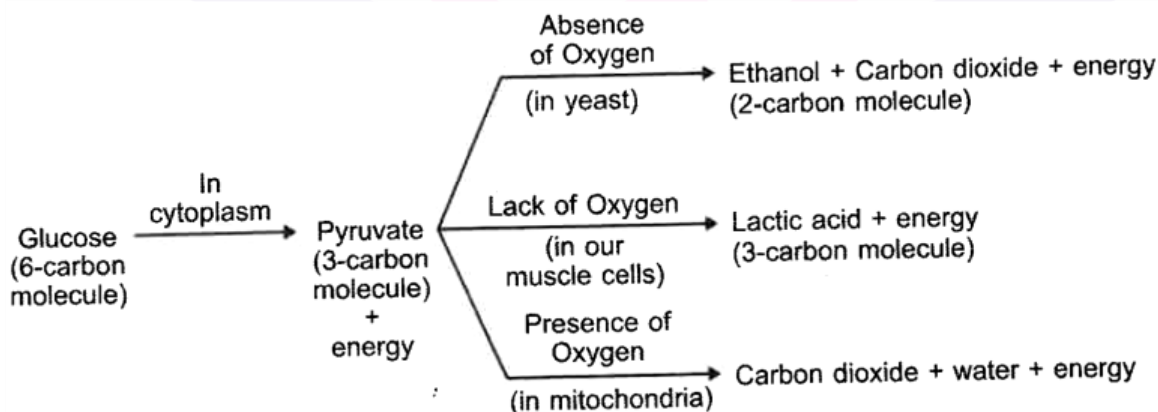 Glucose
(6-carbon
molecule)
In
cytoplasm
Pyruvate
(3-carbon
molecule)
+
energy
Absence
of Oxygen
(in yeast)
Ethanol + Carbon dioxide + energy
(2-carbon molecule)
Lack of Oxygen
(in our
muscle cells)
Lactic acid + energy
(3-carbon molecule)
Presence of
Oxygen
(in mitochondria)
Carbon dioxide + water + energy